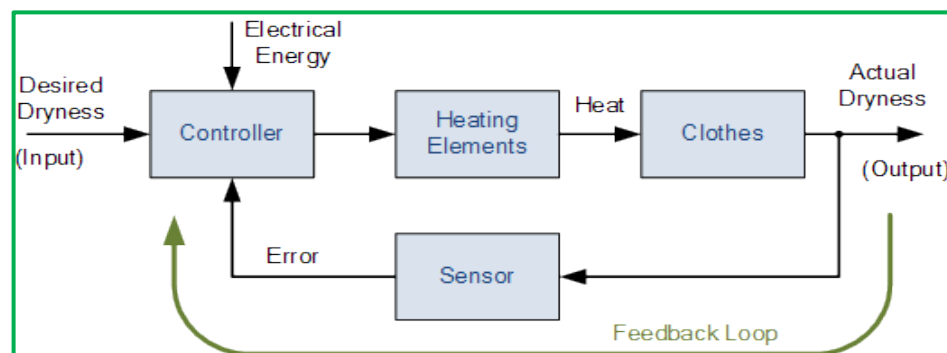 Electrical
Energy
Desired
Dryness
(Input)
Controller
Heating
Elements
Heat
Clothes
Actual
Dryness
(Output)
Error
Sensor
Feedback Loop